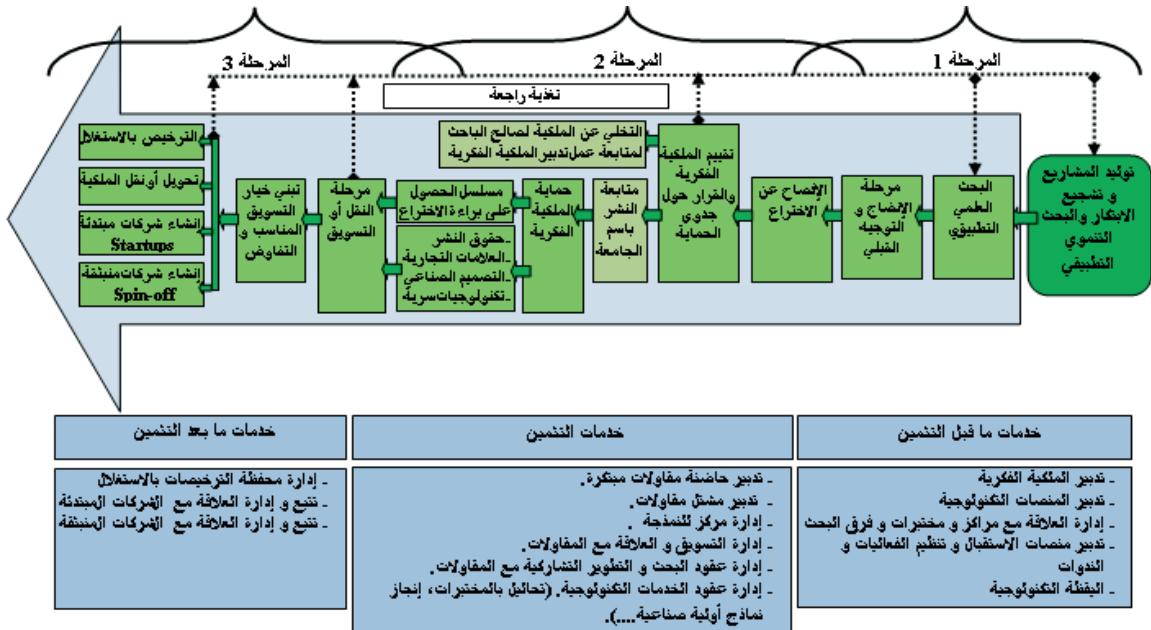 المرحلة 1
المرحلة 2
المرحلة 3
تغذية راجعة
توليد المشاريع
و تشجيع
الابتكار والبحث
التنموي
التطبيقي
البحث
العلمي
التطبيقي
مرحلة
الإنضاج و
التوجيه
القبلي
الإفصاح عن
الاختراع
تقييم الملكية
الفكرية
والقرار حول
جدوى
الحماية
التخلي عن الملكية لصالح الباحث
لمتابعة عمل تدبير الملكية الفكرية
متابعة
النشر
باسم
الجامعة
حماية
الملكية
الفكرية
مسلسل الحصول
على براءة الاختراع
-حقوق النشر
-العلامات التجارية
-التصميم الصناعي
-تكنولوجيات سرية
مرحلة
النقل أو
التسويق
تبني خيار
التسويق
المناسب و
التفاوض
الترخيص بالاستغلال
تحويل أو نقل الملكية
إنشاء شركات مبتدئة
Startups
إنشاء شركات منبثقة
Spin-off
خدمات ما قبل التثمين
- تدبير الملكية الفكرية
- تدبير المنصات التكنولوجية
- إدارة العلاقة مع مراكز و مختبرات و فرق البحث
- تدبير منصات الاستقبال و تنظيم الفعاليات و
الندوات
- اليقظة التكنولوجية
خدمات التثمين
- تدبير حاضنة مقاولات مبتكرة.
- تدبير مشتل مقاولات.
- إدارة مركز للنمذجة .
- إدارة التسويق و العلاقة مع المقاولات.
- إدارة عقود البحث و التطوير التشاركية مع المقاولات.
- إدارة عقود الخدمات التكنولوجية. (تحاليل بالمختبرات، إنجاز
نماذج أولية صناعية....).
خدمات ما بعد التثمين
- إدارة محفظة الترخيصات بالاستغلال
- تتبع و إدارة العلاقة مع الشركات المبتدئة
- تتبع و إدارة العلاقة مع الشركات المنبثقة